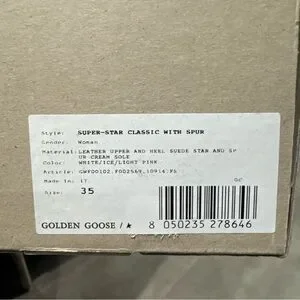 Style: SUPER-STAR CLASSIC WITH SPUR
Gender: Woman
Material: LEATHER UPPER AND HEEL SUEDE STAR AND SP
UR CREAM SOLE
Color: WHITE/ICE/LIGHT PINK
Article: GWF00102.F002569.10914.F5
Made in: IT
Size: 35
GOLDEN GOOSE /
8 050235 278646